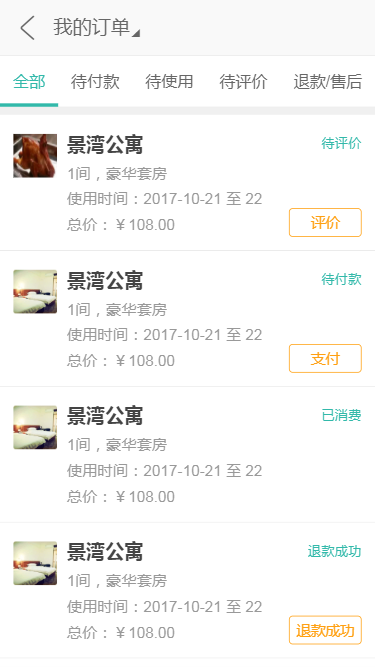 我的订单
全部 待付款 待使用 待评价 退款/售后
景湾公寓 待评价
1间，豪华套房
使用时间：2017-10-21 至 22
总价：￥108.00 评价
景湾公寓 待付款
1间，豪华套房
使用时间：2017-10-21 至 22
总价：￥108.00 支付
景湾公寓 已消费
1间，豪华套房
使用时间：2017-10-21 至 22
总价：￥108.00
景湾公寓 退款成功
1间，豪华套房
使用时间：2017-10-21 至 22
总价：￥108.00 退款成功